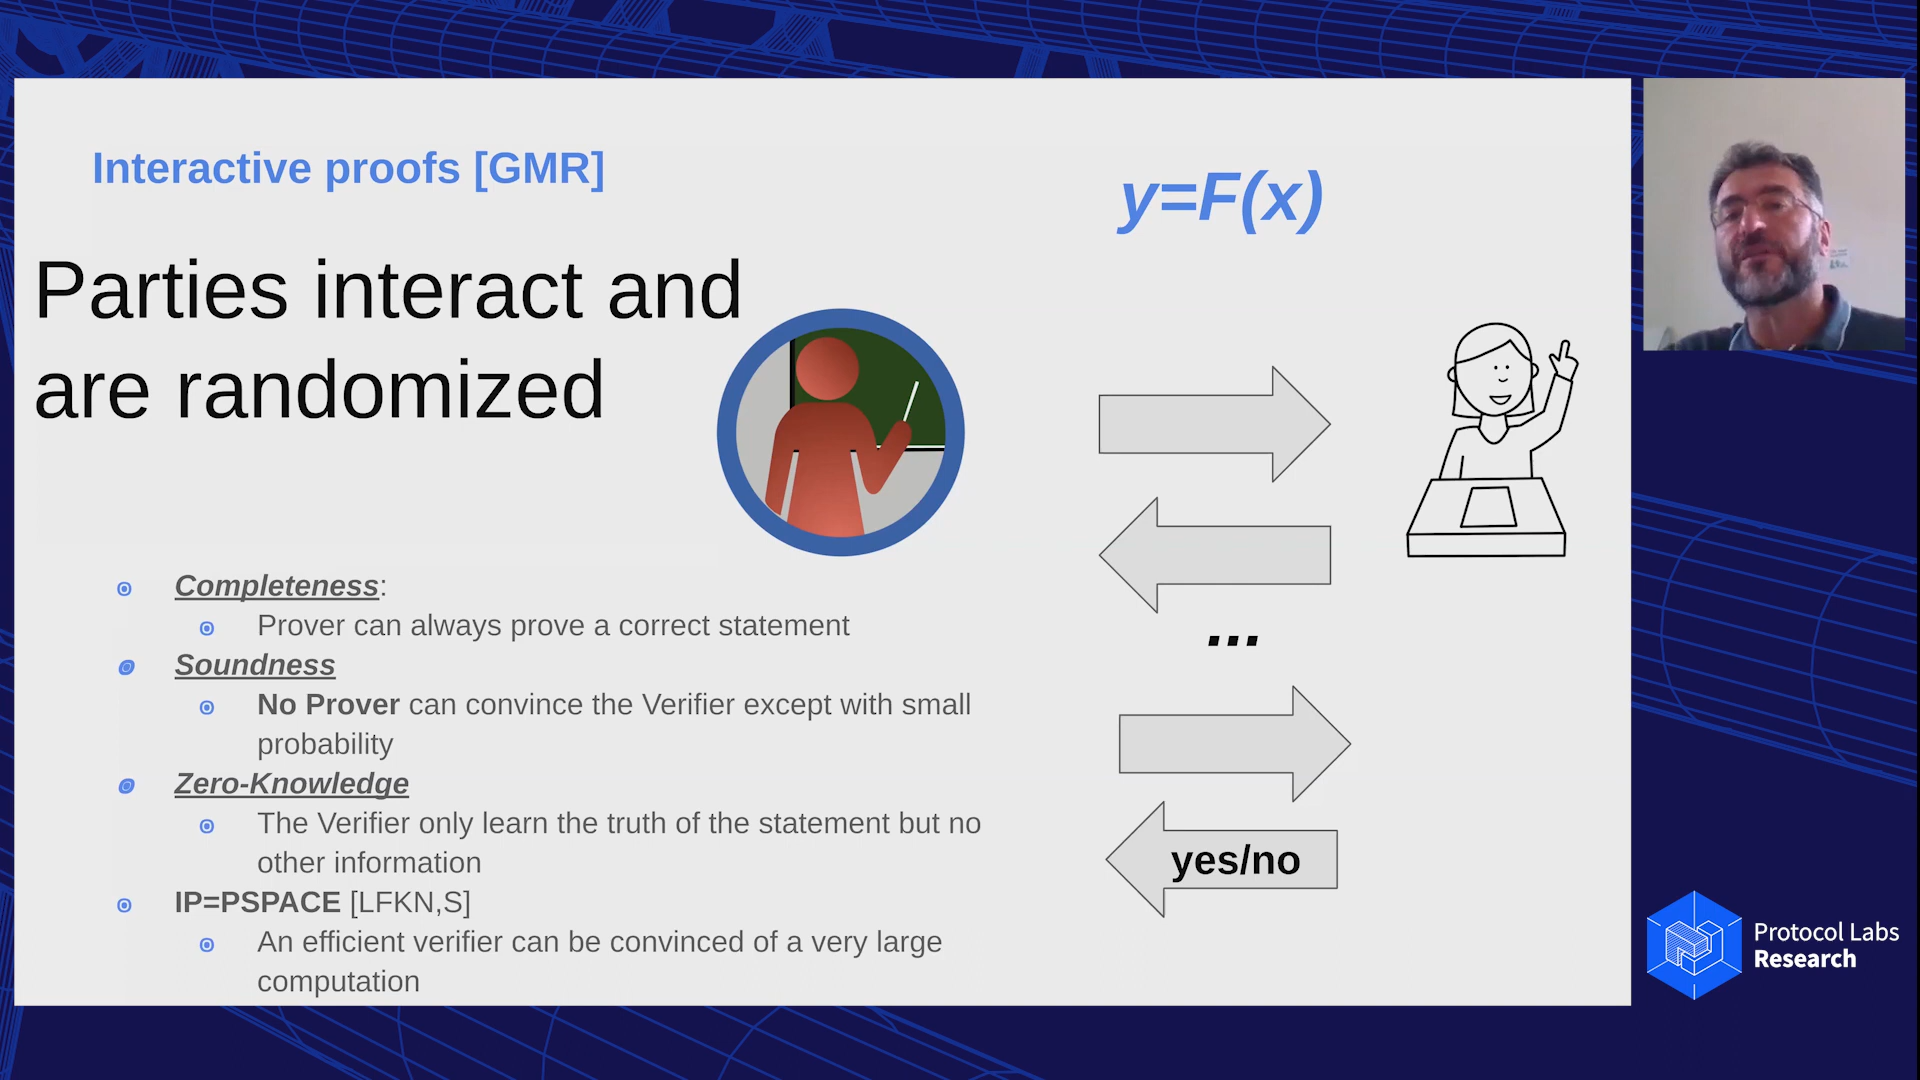 Interactive proofs [GMR]
y=F(x)
Parties interact and
are randomized
Completeness:
Prover can always prove a correct statement
Soundness
No Prover can convince the Verifier except with small
probability
Zero-Knowledge
The Verifier only learn the truth of the statement but no
other information
IP=PSPACE [LFKN,S]
An efficient verifier can be convinced of a very large
computation
...
yes/no
Protocol Labs
Research